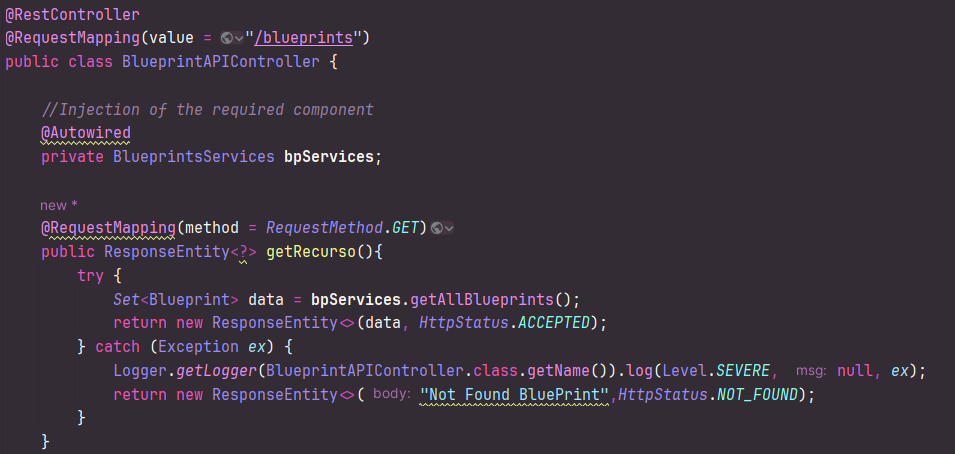 @RestController
@RequestMapping(value = "/blueprints")
public class BlueprintAPIController {
//Injection of the required component
@Autowired
private BlueprintsServices bpServices;
new *
@RequestMapping(method = RequestMethod.GET)
public ResponseEntity<?> getRecurso(){
try {
Set<Blueprint> data = bpServices.getAllBlueprints();
return new ResponseEntity<>(data, HttpStatus.ACCEPTED);
} catch (Exception ex) {
Logger.getLogger(BlueprintAPIController.class.getName()).log(Level.SEVERE, msg: null, ex);
return new ResponseEntity<>( body: "Not Found BluePrint",HttpStatus.NOT_FOUND);
}
}